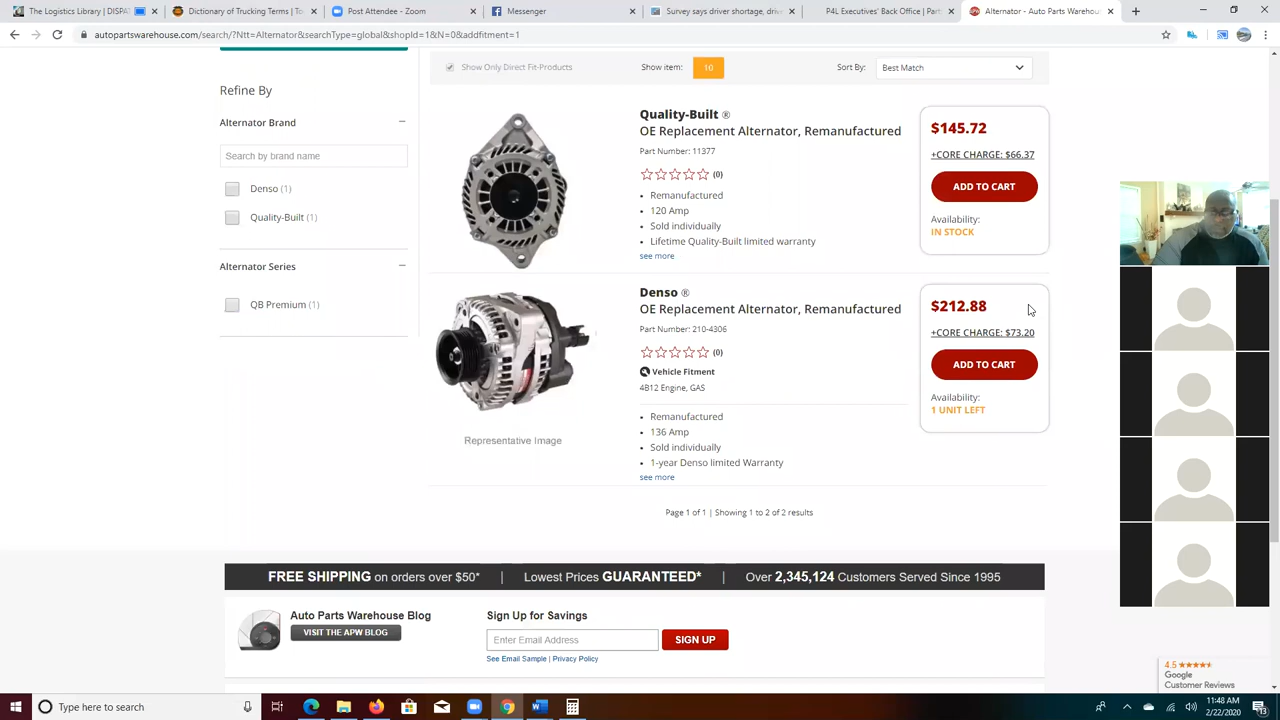 The Logistics Library | DISPAT
Dictionary of Trucking Terms | To
Post Attendee - Zoom
Messenger
Survey says driver shortage, drive
P4L Executives' Back Office | Part
Alternator - Auto Parts Warehous
autopartswarehouse.com/search/?Ntt=Alternator&searchType=global&shopId=1&N=0&addfitment=1
Show Only Direct Fit-Products
Show item:
10
Sort By:
Best Match
Refine By
Alternator Brand
Search by brand name
Denso (1)
Quality-Built (1)
Alternator Series
QB Premium (1)
Quality-Built ®
OE Replacement Alternator, Remanufactured
Part Number: 11377
(0)
• Remanufactured
• 120 Amp
• Sold individually
• Lifetime Quality-Built limited warranty
see more
$145.72
+CORE CHARGE: $66.37
ADD TO CART
Availability:
IN STOCK
Denso ®
OE Replacement Alternator, Remanufactured
Part Number: 210-4306
(0)
Vehicle Fitment
4B12 Engine, GAS
• Remanufactured
• 136 Amp
• Sold individually
• 1-year Denso limited Warranty
see more
$212.88
+CORE CHARGE: $73.20
ADD TO CART
Availability:
1 UNIT LEFT
Representative Image
Page 1 of 1 | Showing 1 to 2 of 2 results
FREE SHIPPING on orders over $50* | Lowest Prices GUARANTEED* | Over 2,345,124 Customers Served Since 1995
Auto Parts Warehouse Blog
VISIT THE APW BLOG
Sign Up for Savings
Enter Email Address
SIGN UP
See Email Sample | Privacy Policy
4.5
Google
Customer Reviews
Type here to search
11:48 AM
2/22/2020
13